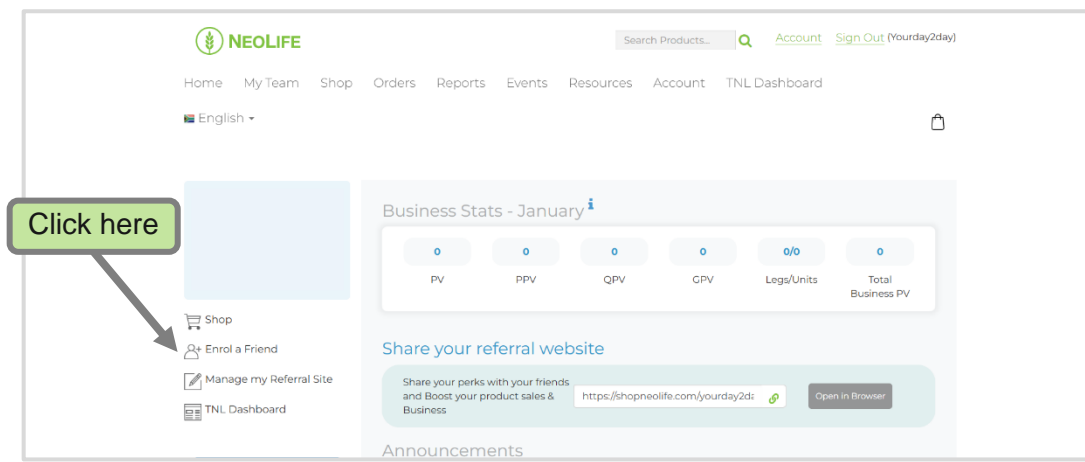 NEOLIFE
Search Products...
Account Sign Out (Yourday2day)
Home My Team Shop Orders Reports Events Resources Account TNL Dashboard
English
Click here
Business Stats - January i
0 0 0 0 0/0 0
PV PPV QPV GPV Legs/Units Total
Business PV
Shop
Enrol a Friend
Manage my Referral Site
TNL Dashboard
Share your referral website
Share your perks with your friends
and Boost your product sales &
Business
https://shopneolife.com/yourday2da
Open in Browser
Announcements